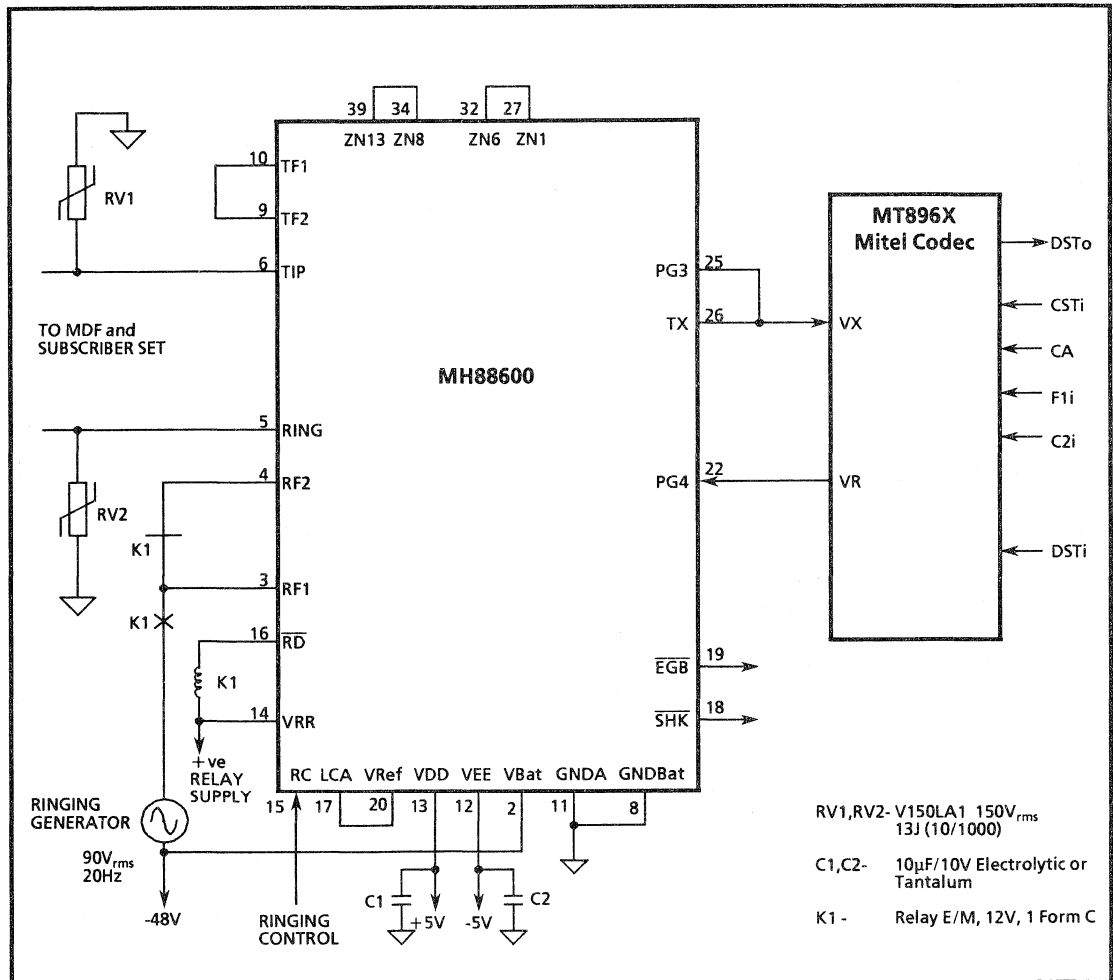 39 34 32 27
ZN13 ZN8 ZN6 ZN1
10 TF1
RV1
9 TF2
6 TIP
TO MDF and
SUBSCRIBER SET
MH88600
5 RING
4 RF2
RV2
K1
3 RF1
K1
16 RD
K1
14 VRR
+ve
RELAY
SUPPLY
PG3 25
TX 26
PG4 22
EGB 19
SHK 18
MT896X
Mitel Codec
DSTo
CSTi
VX
CA
F1i
C2i
VR
DSTi
RC LCA VRef VDD VEE VBat GNDA GNDBat
15 17 20 13 12 2 11 8
RINGING
GENERATOR
90Vrms
20Hz
-48V
RINGING
CONTROL
C1 +5V -5V C2
RV1,RV2- V150LA1 150Vrms
13J (10/1000)
C1,C2- 10µF/10V Electrolytic or
Tantalum
K1 - Relay E/M, 12V, 1 Form C